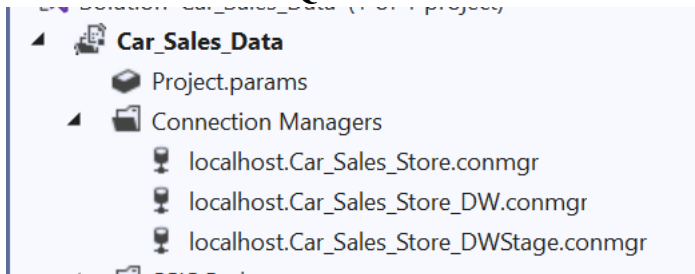 Car_Sales_Data
Project.params
Connection Managers
localhost.Car_Sales_Store.conmgr
localhost.Car_Sales_Store_DW.conmgr
localhost.Car_Sales_Store_DWStage.conmgr